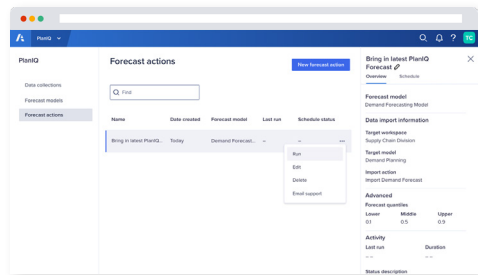 PlanIQ
TC
PlanIQ
Data collections
Forecast models
Forecast actions
Forecast actions
New forecast action
Find
Name Date created Forecast model Last run Schedule status
Bring in latest PlanIQ... Today Demand Forecast... – – ...
Run
Edit
Delete
Email support
Bring in latest PlanIQ
Forecast
Overview Schedule
Forecast model
Demand Forecasting Model
Data import information
Target workspace
Supply Chain Division
Target model
Demand Planning
Import action
Import Demand Forecast
Advanced
Forecast quantiles
Lower Middle Upper
0.1 0.5 0.9
Activity
Last run Duration
-- --
Status description